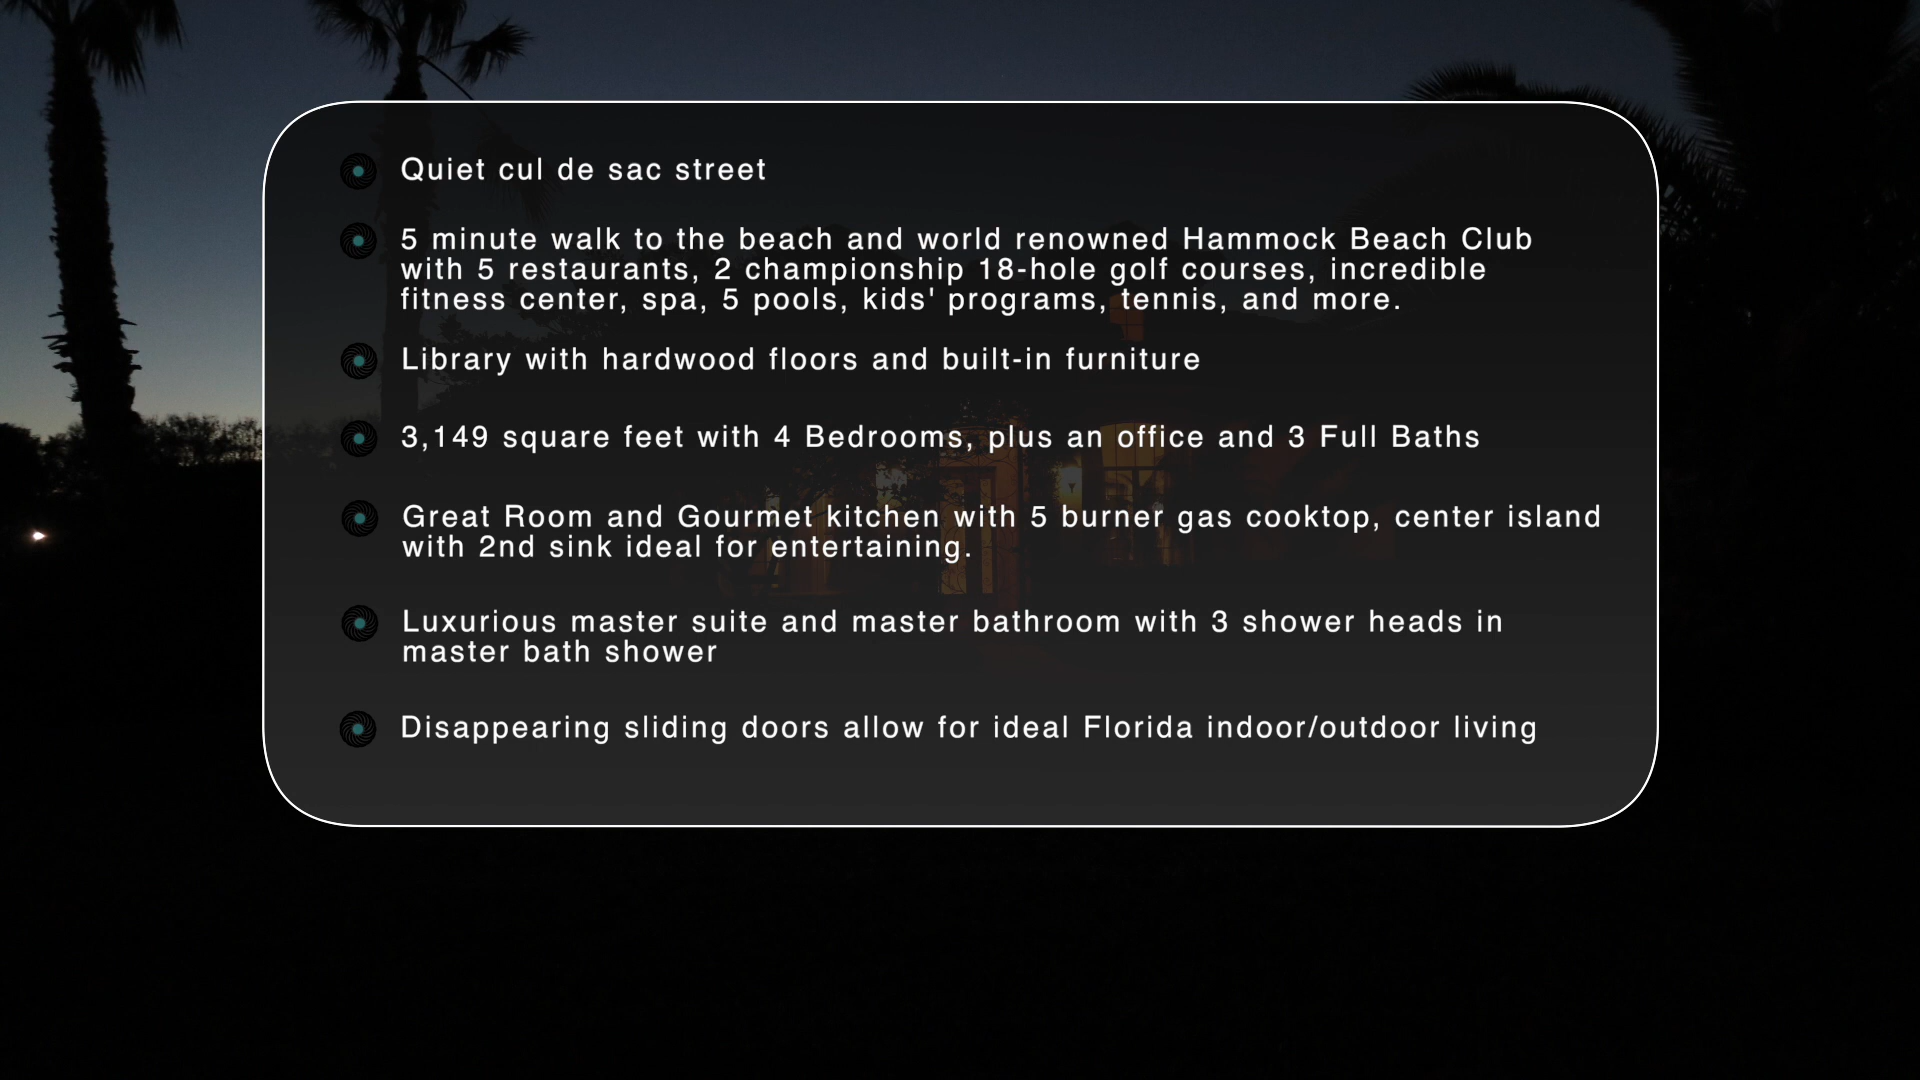 Quiet cul de sac street
5 minute walk to the beach and world renowned Hammock Beach Club
with 5 restaurants, 2 championship 18-hole golf courses, incredible
fitness center, spa, 5 pools, kids' programs, tennis, and more.
Library with hardwood floors and built-in furniture
3,149 square feet with 4 Bedrooms, plus an office and 3 Full Baths
Great Room and Gourmet kitchen with 5 burner gas cooktop, center island
with 2nd sink ideal for entertaining.
Luxurious master suite and master bathroom with 3 shower heads in
master bath shower
Disappearing sliding doors allow for ideal Florida indoor/outdoor living